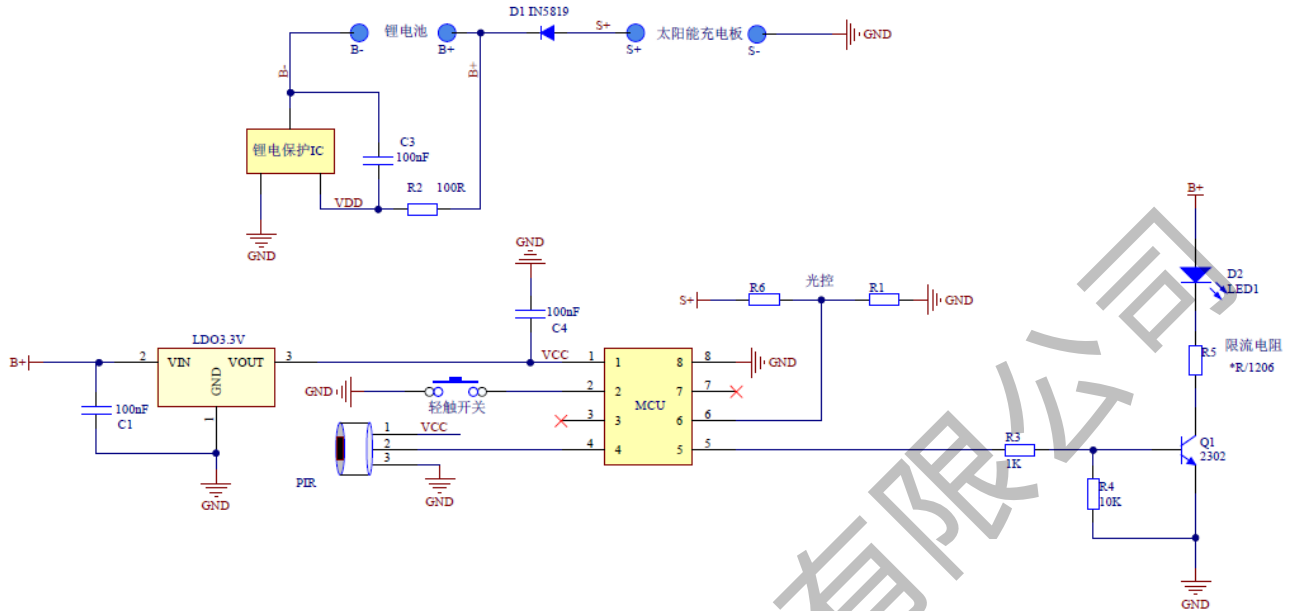 D1 IN5819
锂电池
B-
B+
S+
S+
太阳能充电板
S-
GND
B-
B+
锂电保护IC
C3
100nF
VDD
R2 100R
GND
B+
D2
LED1
R5
限流电阻
*R/1206
GND
100nF
C4
S+
R6
光控
R1
GND
LDO3.3V
B+
2
VIN
VOUT
3
GND
1
100nF
C1
GND
VCC
1
1
8
8
GND
GND
轻触开关
2
2
7
7
MCU
3
3
6
6
4
4
5
5
PIR
1
VCC
2
3
GND
R3
1K
R4
10K
Q1
2302
GND
有限公司